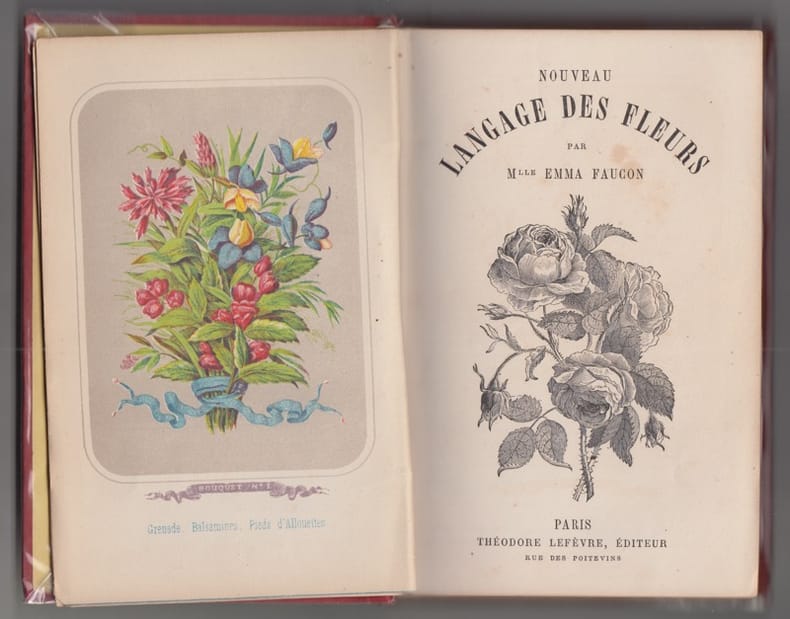 BOUQUET Nº 1
Grenade, Balsamines, Pieds d'Allouettes
NOUVEAU
LANGAGE DES FLEURS
PAR
MLLE EMMA FAUCON
PARIS
THÉODORE LEFÈVRE, ÉDITEUR
RUE DES POITEVINS